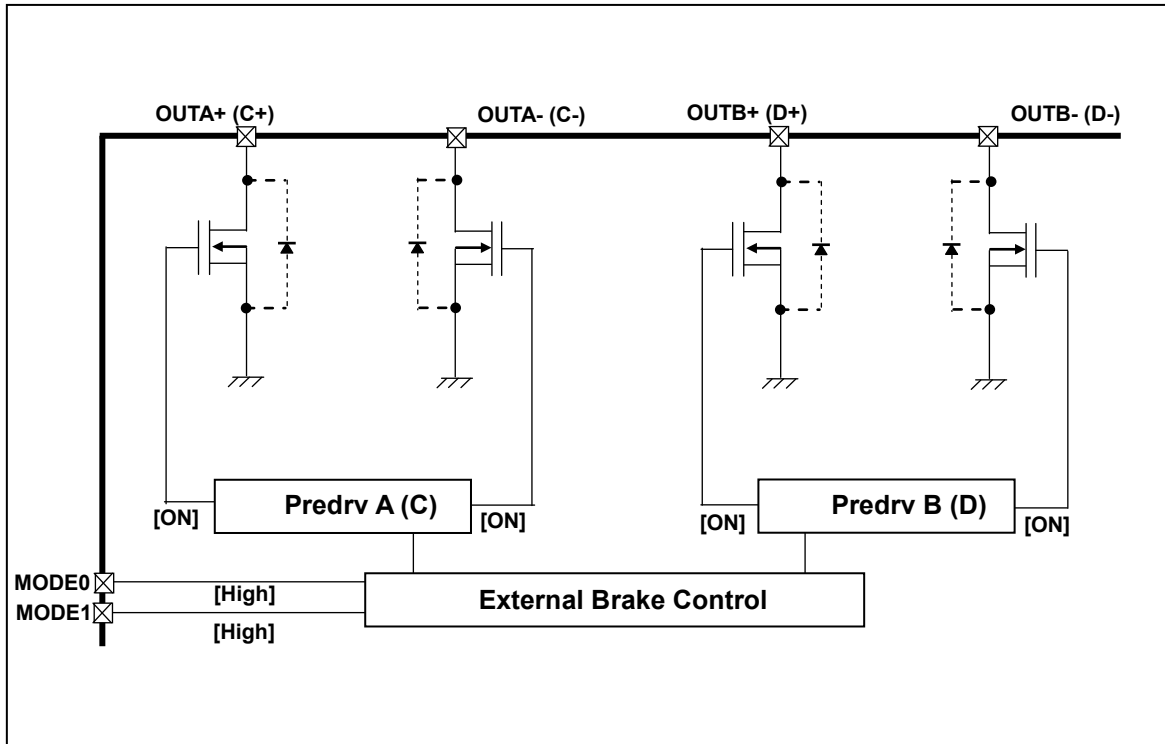 OUTA+ (C+)
OUTA- (C-)
OUTB+ (D+)
OUTB- (D-)
Predrv A (C)
Predrv B (D)
[ON]
[ON]
[ON]
[ON]
MODE0
[High]
External Brake Control
MODE1
[High]